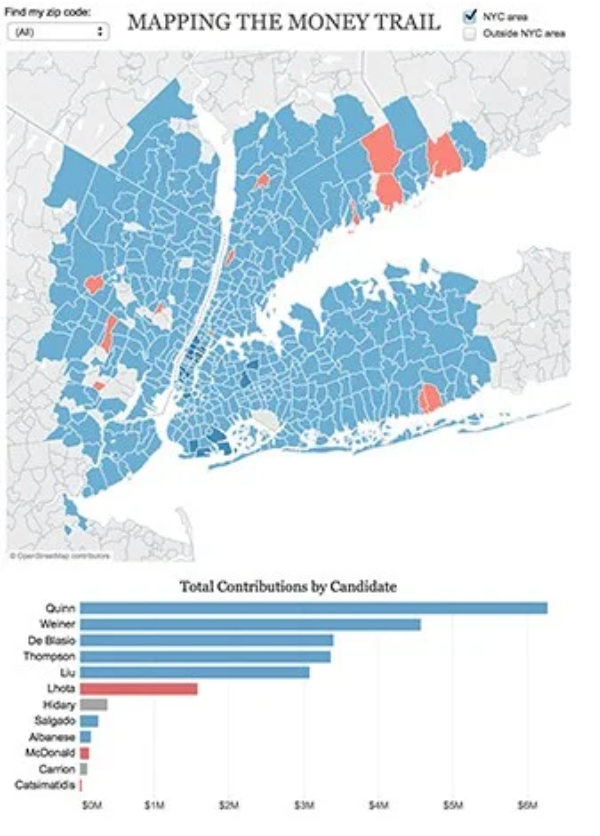 Find my zip code:
(All)
MAPPING THE MONEY TRAIL
NYC area
Outside NYC area
© OpenStreetMap contributors
Total Contributions by Candidate
Quinn
Weiner
De Blasio
Thompson
Liu
Lhota
Hidary
Salgado
Albanese
McDonald
Carrion
Catsimatidis
$0M $1M $2M $3M $4M $5M $6M